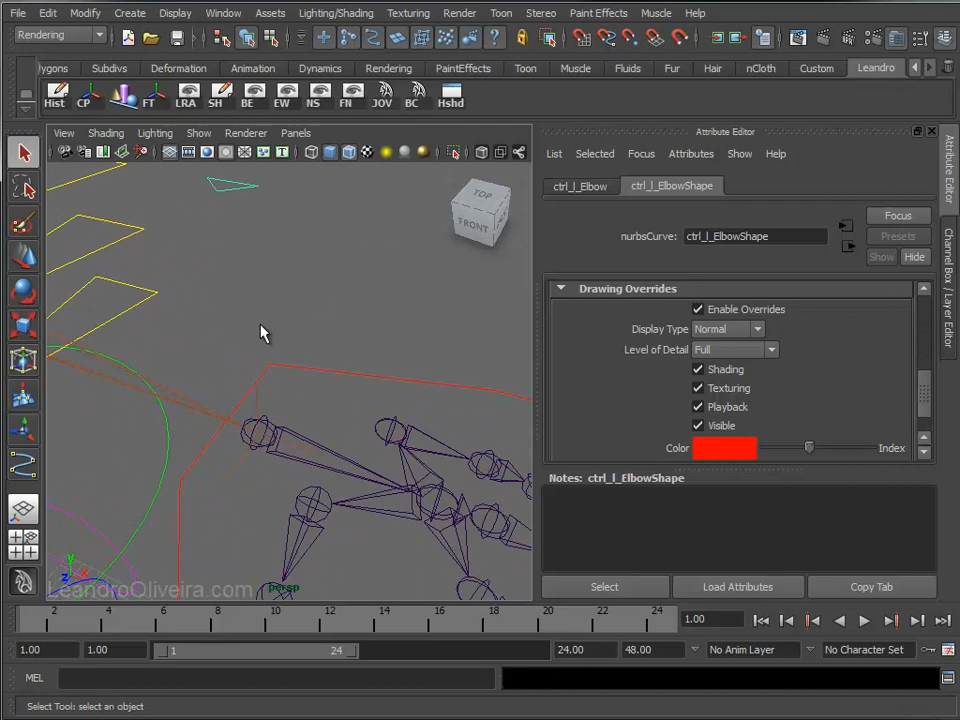 File Edit Modify Create Display Window Assets Lighting/Shading Texturing Render Toon Stereo Paint Effects Muscle Help
Rendering
Polygons Subdivs Deformation Animation Dynamics Rendering PaintEffects Toon Muscle Fluids Fur Hair nCloth Custom Leandro
Hist CP FT LRA SH BE EW NS FN JOV BC Hshd
View Shading Lighting Show Renderer Panels
Attribute Editor
List Selected Focus Attributes Show Help
ctrl_l_Elbow ctrl_l_ElbowShape
Focus
nurbsCurve: ctrl_l_ElbowShape
Presets
Show Hide
Drawing Overrides
Enable Overrides
Display Type Normal
Level of Detail Full
Shading
Texturing
Playback
Visible
Color Index
Notes: ctrl_l_ElbowShape
Select Load Attributes Copy Tab
TOP
FRONT
y
z x
LeandroOliveira.com
persp
Attribute Editor
Channel Box / Layer Editor
2 4 6 8 10 12 14 16 18 20 22 24
1.00
1.00 1.00 1 24 24.00 48.00 No Anim Layer No Character Set
MEL
Select Tool: select an object